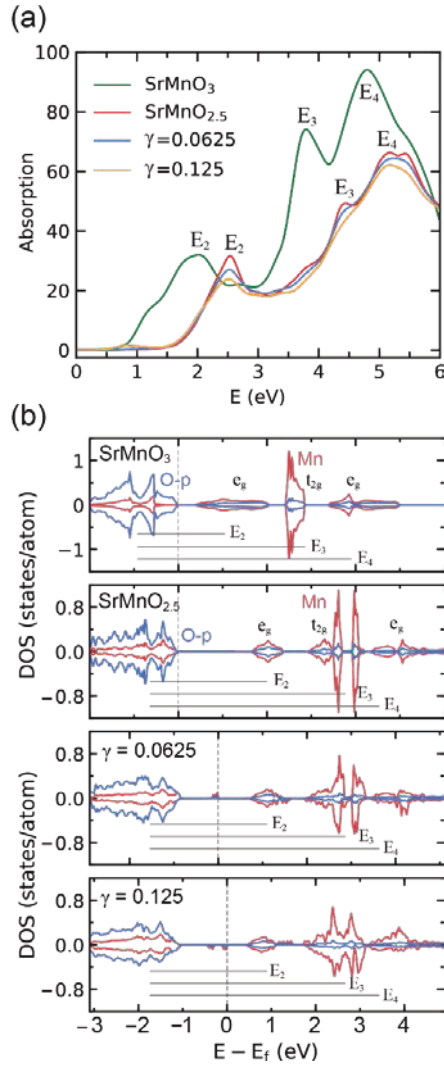 (a)
100
80
60
40
20
0
Absorption
SrMnO3
SrMnO2.5
γ=0.0625
γ=0.125
E2
E2
E3
E4
E3
E4
0 1 2 3 4 5 6
E (eV)
(b)
DOS (states/atom)
DOS (states/atom)
SrMnO3
O-p
eg
Mn
t2g
eg
1
0
−1
E2
E3
E4
SrMnO2.5
O-p
eg
Mn
t2g
eg
0.8
0.0
−0.8
E2
E3
E4
γ = 0.0625
0.8
0.0
−0.8
E2
E3
E4
γ = 0.125
0.8
0.0
−0.8
E2
E3
E4
−3 −2 −1 0 1 2 3 4
E − Ef (eV)